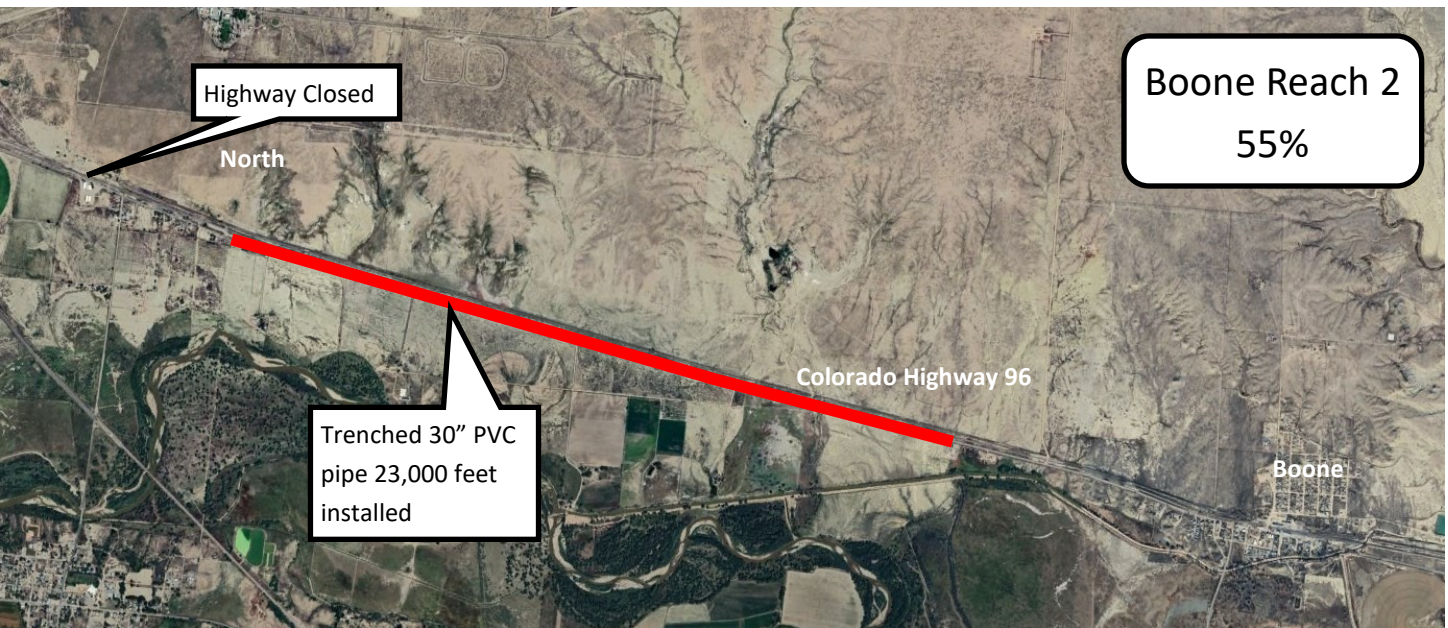 Boone Reach 2
55%
Highway Closed
North
Colorado Highway 96
Trenched 30” PVC
pipe 23,000 feet
installed
Boone